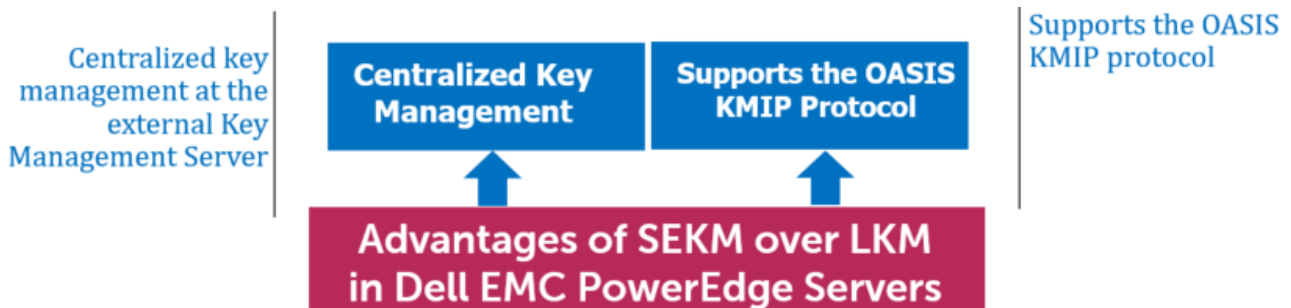 Centralized key
management at the
external Key
Management Server
Centralized Key
Management
Supports the OASIS
KMIP Protocol
Supports the OASIS
KMIP protocol
Advantages of SEKM over LKM
in Dell EMC PowerEdge Servers